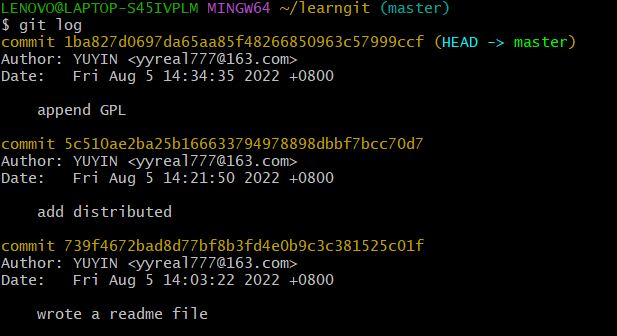 LENOVO@LAPTOP-S45IVPLM MINGW64 ~/learngit (master)
$ git log
commit 1ba827d0697da65aa85f48266850963c57999ccf (HEAD -> master)
Author: YUYIN <yyreal777@163.com>
Date:   Fri Aug 5 14:34:35 2022 +0800
    append GPL
commit 5c510ae2ba25b166633794978898dbbf7bcc70d7
Author: YUYIN <yyreal777@163.com>
Date:   Fri Aug 5 14:21:50 2022 +0800
    add distributed
commit 739f4672bad8d77bf8b3fd4e0b9c3c381525c01f
Author: YUYIN <yyreal777@163.com>
Date:   Fri Aug 5 14:03:22 2022 +0800
    wrote a readme file